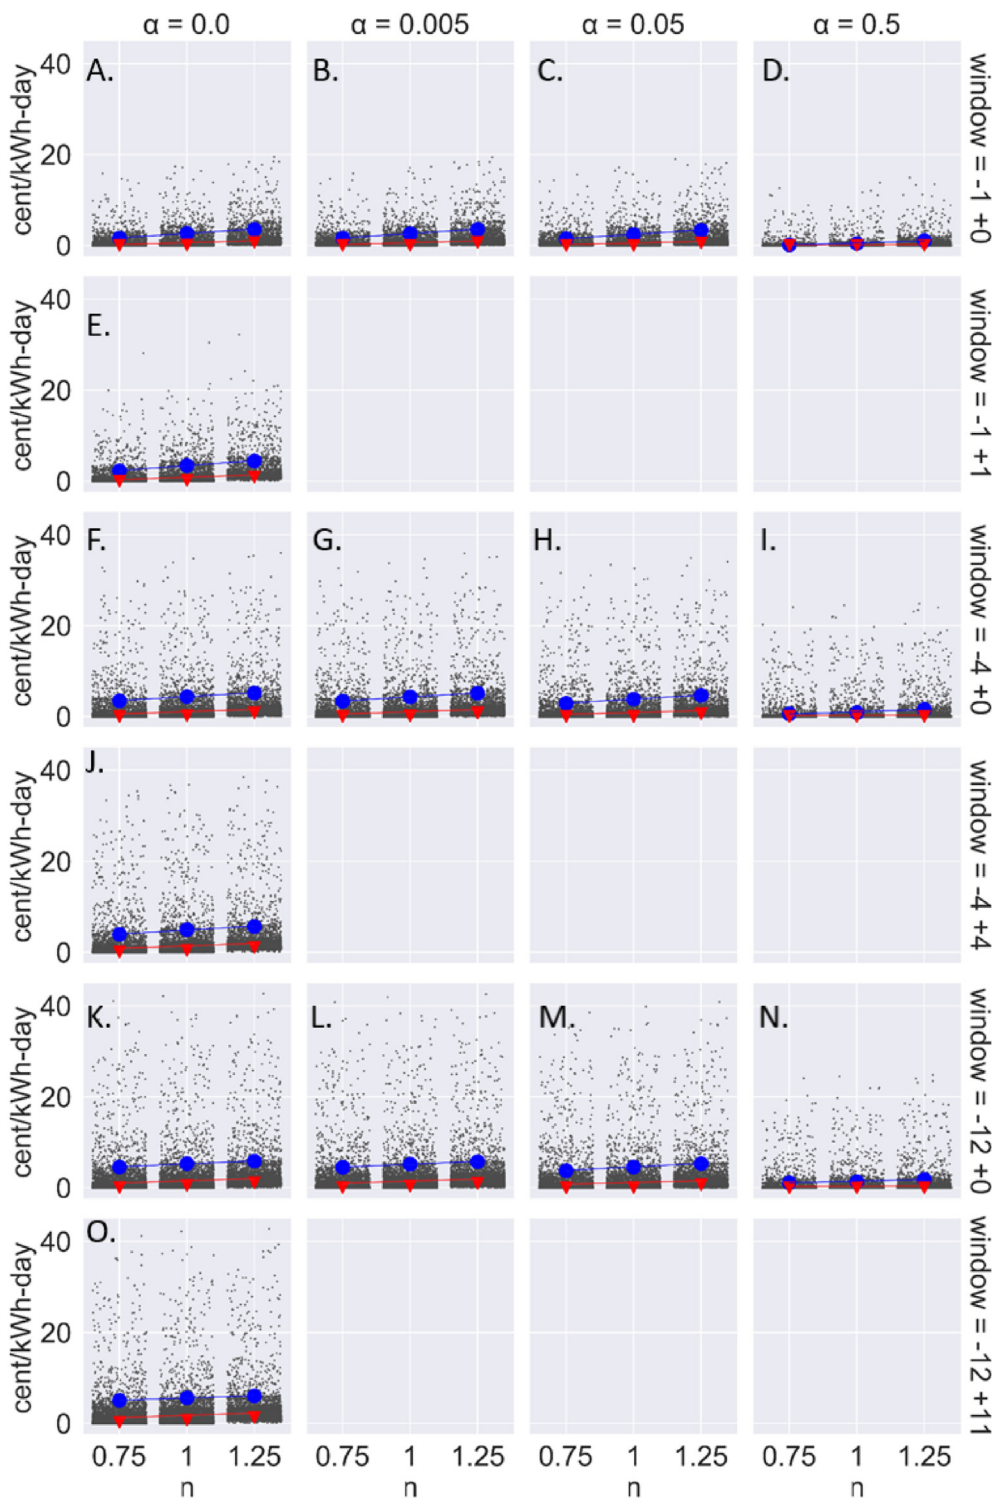 α = 0.0 α = 0.005 α = 0.05 α = 0.5
40 A. B. C. D.
20
0
cent/kWh-day
window = -1 +0
40
E.
20
0
cent/kWh-day
window = -1 +1
40 F. G. H. I.
20
0
cent/kWh-day
window = -4 +0
J.
40
20
0
cent/kWh-day
window = -4 +4
40 K. L. M. N.
20
0
cent/kWh-day
window = -12 +0
O.
40
20
0
cent/kWh-day
window = -12 +11
0.75 1 1.25 0.75 1 1.25 0.75 1 1.25 0.75 1 1.25
n n n n